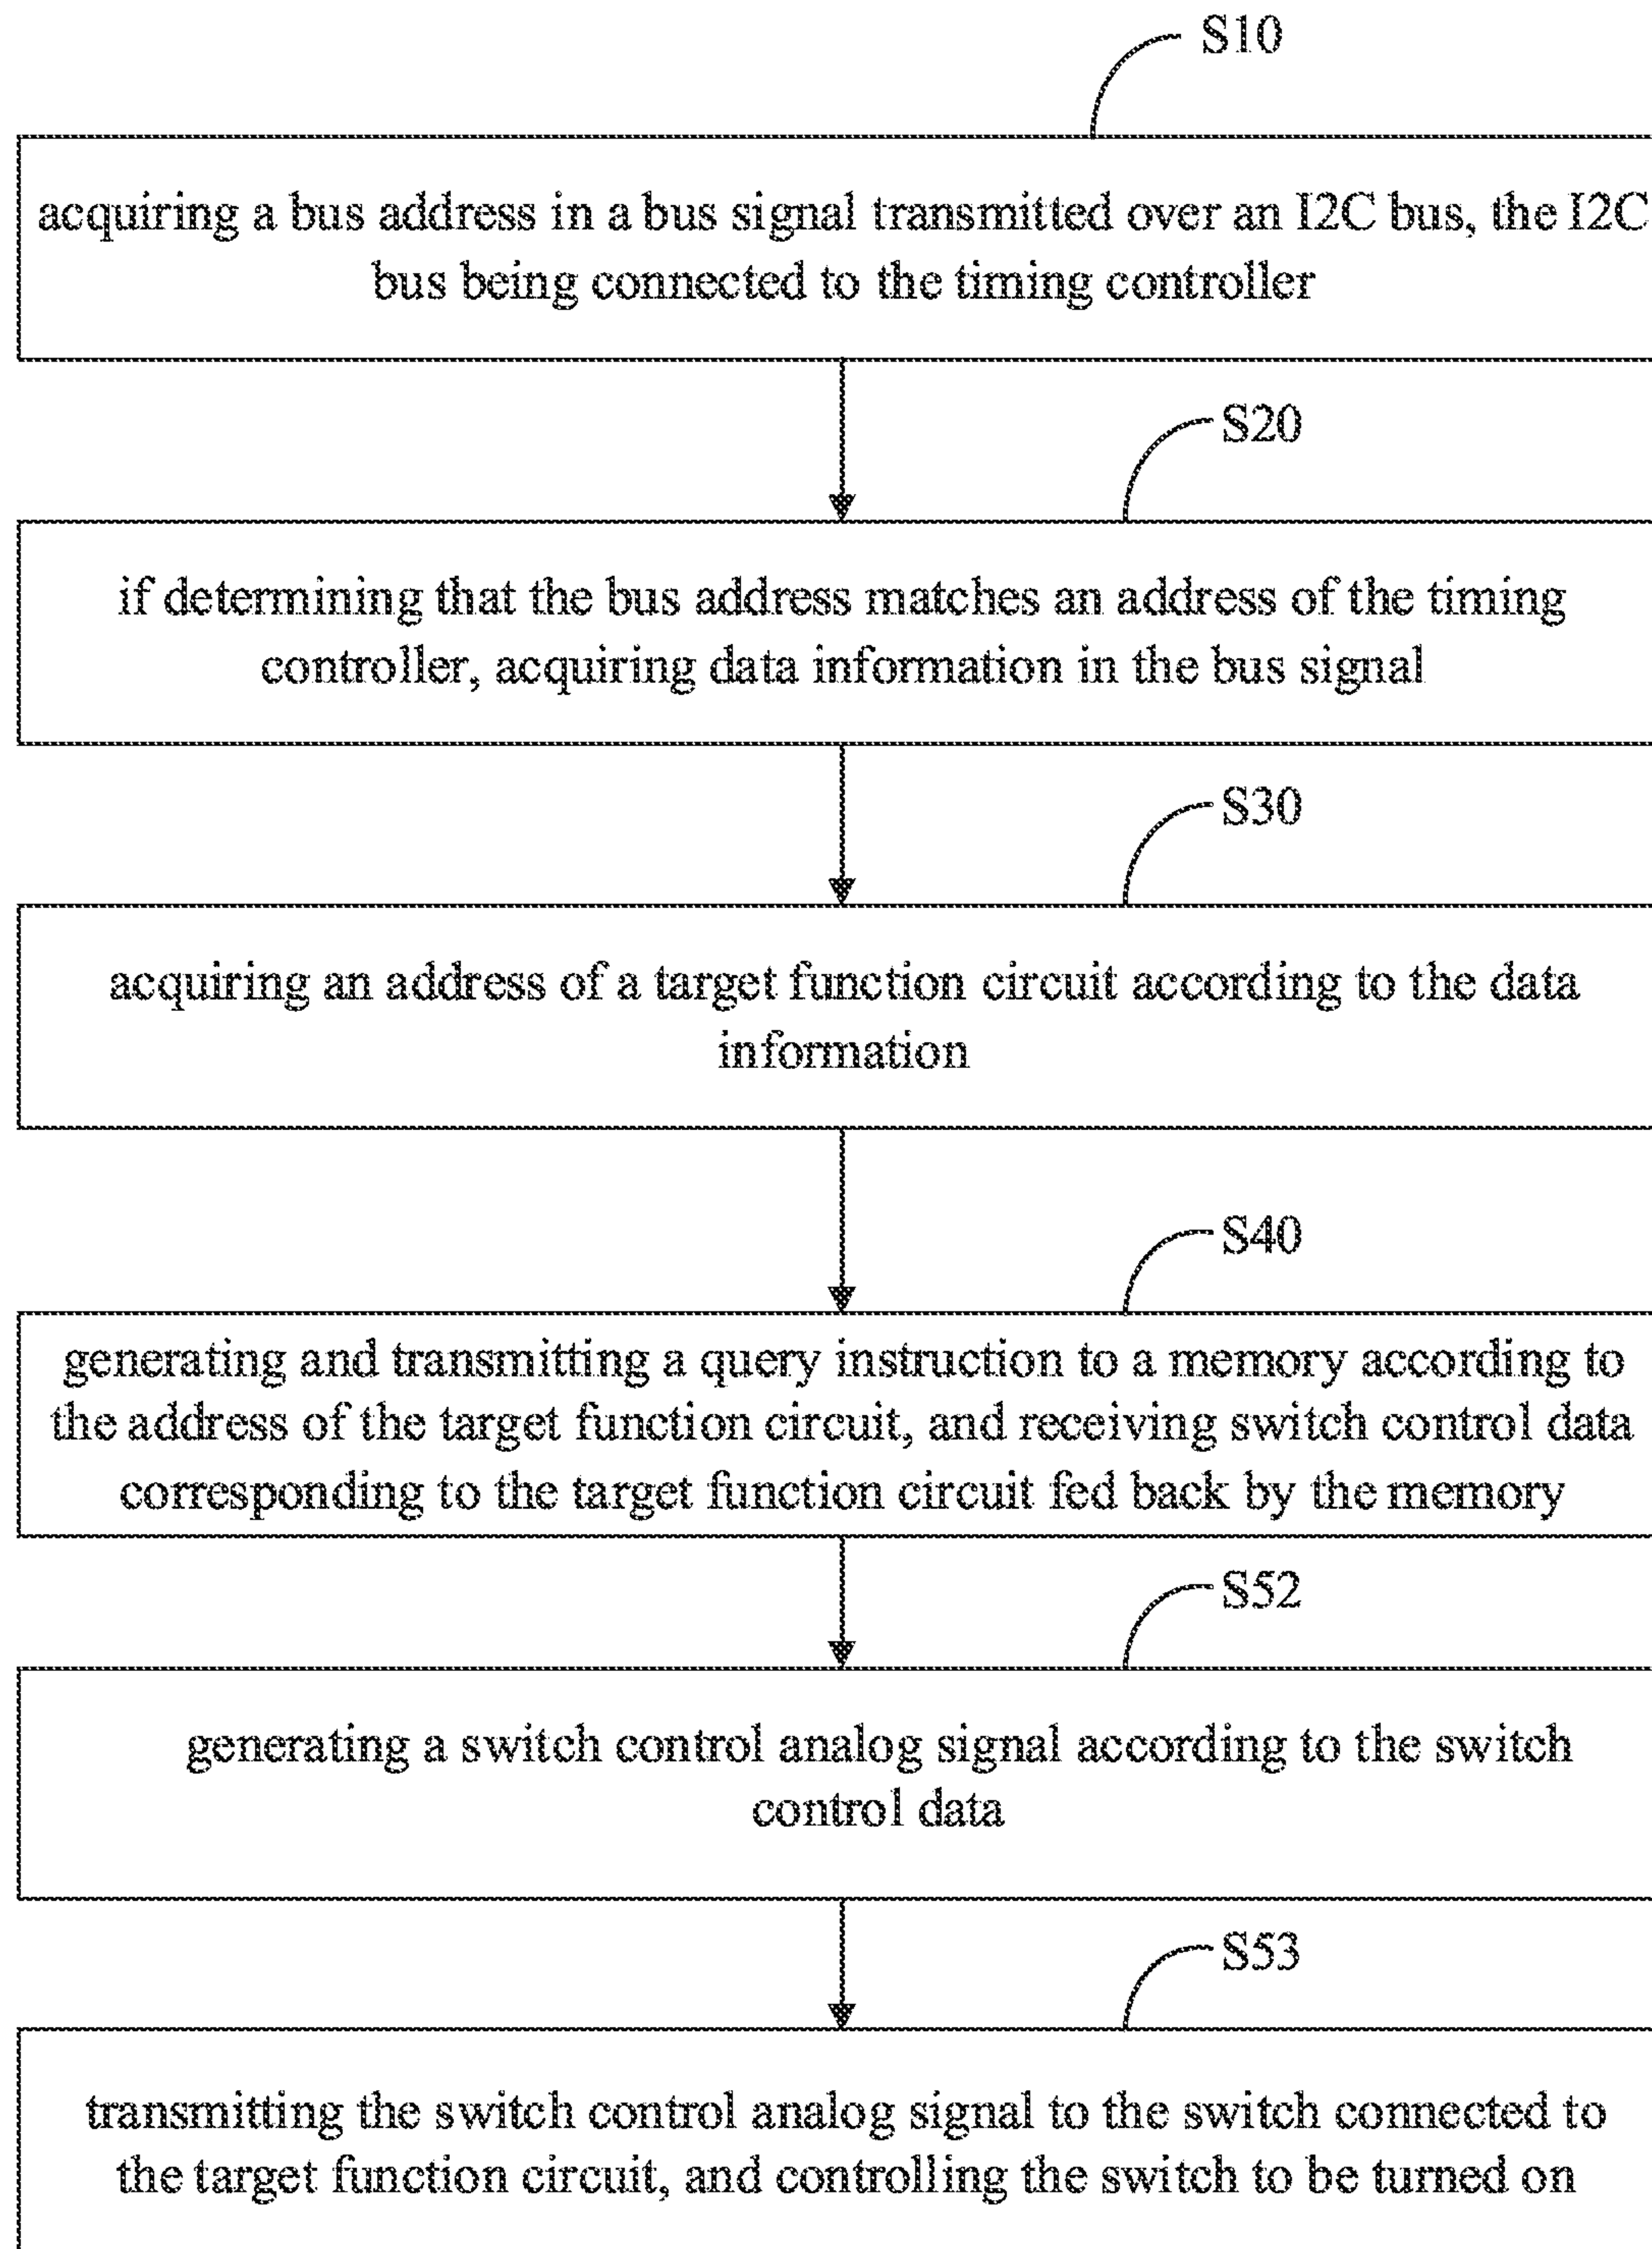 S10
acquiring a bus address in a bus signal transmitted over an I2C bus, the I2C
bus being connected to the timing controller
S20
if determining that the bus address matches an address of the timing
controller, acquiring data information in the bus signal
S30
acquiring an address of a target function circuit according to the data
information
S40
generating and transmitting a query instruction to a memory according to
the address of the target function circuit, and receiving switch control data
corresponding to the target function circuit fed back by the memory
S52
generating a switch control analog signal according to the switch
control data
S53
transmitting the switch control analog signal to the switch connected to
the target function circuit, and controlling the switch to be turned on